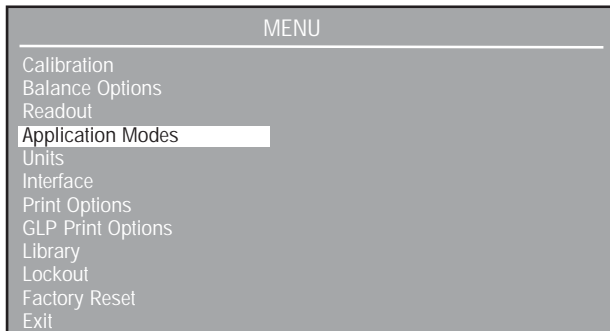 MENU
Calibration
Balance Options
Readout
Application Modes
Units
Interface
Print Options
GLP Print Options
Library
Lockout
Factory Reset
Exit